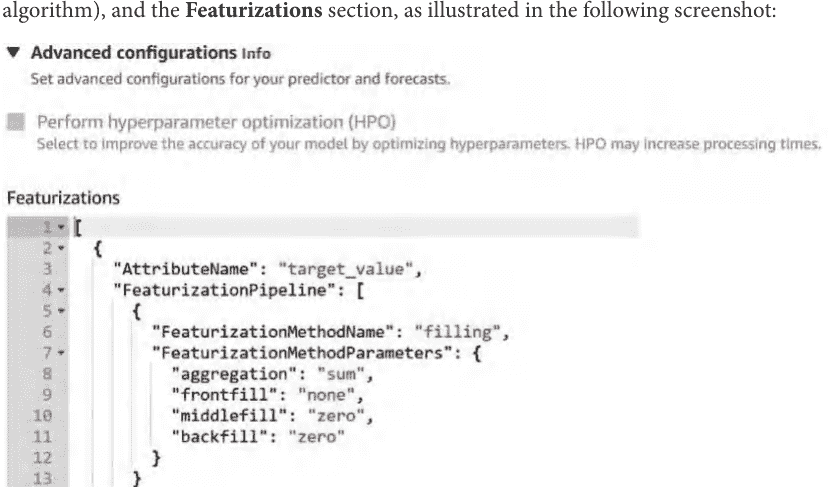 algorithm), and the Featurizations section, as illustrated in the following screenshot:
▼ Advanced configurations Info
Set advanced configurations for your predictor and forecasts.
Perform hyperparameter optimization (HPO)
Select to improve the accuracy of your model by optimizing hyperparameters. HPO may increase processing times.
Featurizations
1 [
2 {
3 "AttributeName": "target_value",
4 "FeaturizationPipeline": [
5 {
6 "FeaturizationMethodName": "filling",
7 "FeaturizationMethodParameters": {
8 "aggregation": "sum",
9 "frontfill": "none",
10 "middlefill": "zero",
11 "backfill": "zero"
12 }
13 }